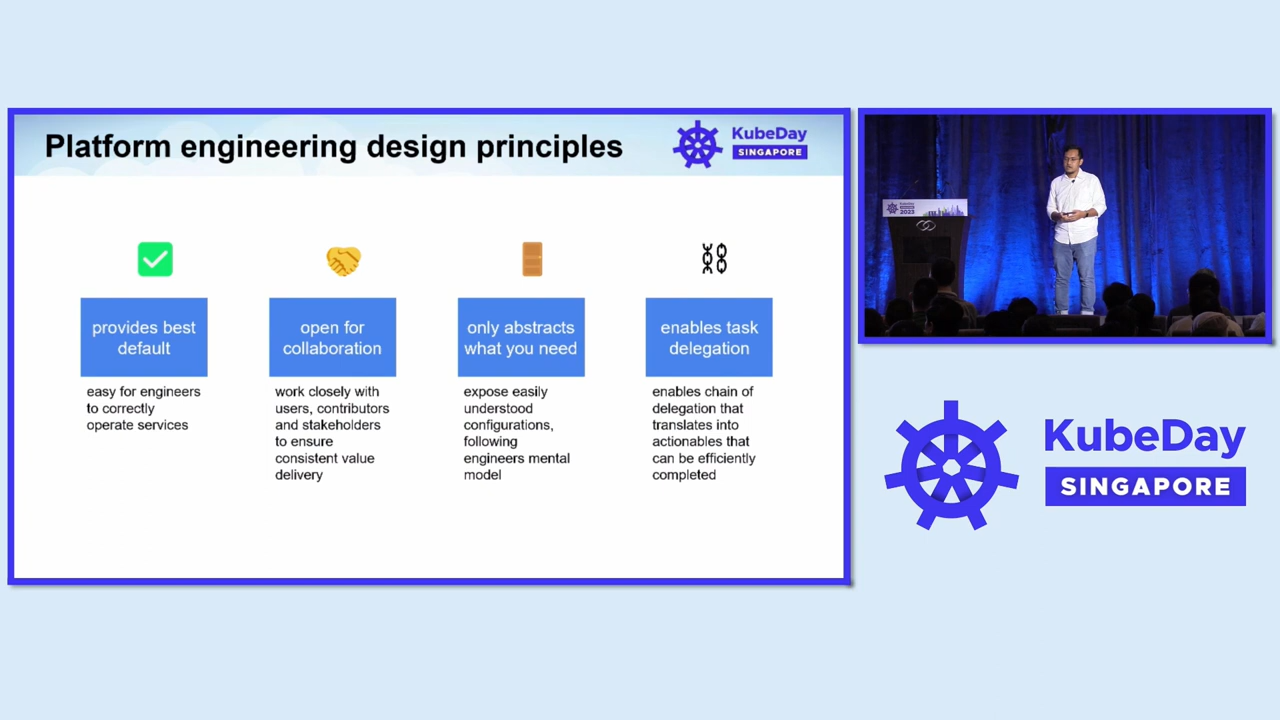 Platform engineering design principles
KubeDay
SINGAPORE
provides best
default
easy for engineers
to correctly
operate services
open for
collaboration
work closely with
users, contributors
and stakeholders
to ensure
consistent value
delivery
only abstracts
what you need
expose easily
understood
configurations,
following
engineers mental
model
enables task
delegation
enables chain of
delegation that
translates into
actionables that
can be efficiently
completed
2023
KubeDay
SINGAPORE